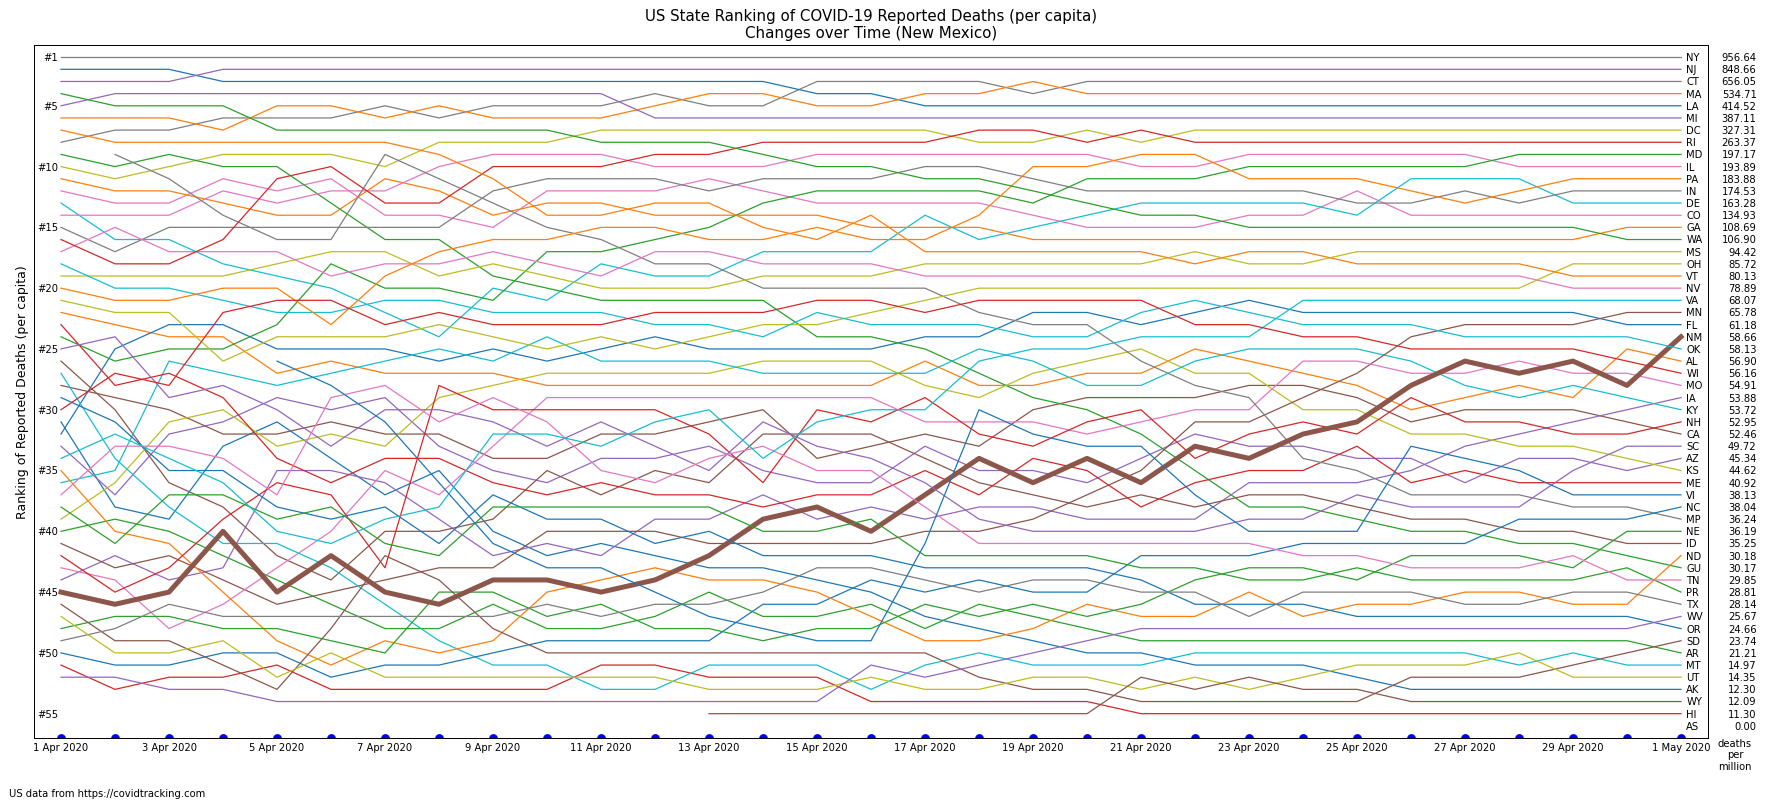 US State Ranking of COVID-19 Reported Deaths (per capita)
Changes over Time (New Mexico)
Ranking of Reported Deaths (per capita)
#1
#5
#10
#15
#20
#25
#30
#35
#40
#45
#50
#55
NY 956.64
NJ 848.66
CT 656.05
MA 534.71
LA 414.52
MI 387.11
DC 327.31
RI 263.37
MD 197.17
IL 193.89
PA 183.88
IN 174.53
DE 163.28
CO 134.93
GA 108.69
WA 106.90
MS 94.42
OH 85.72
VT 80.13
NV 78.89
VA 68.07
MN 65.78
FL 61.18
NM 58.66
OK 58.13
AL 56.90
WI 56.16
MO 54.91
IA 53.88
KY 53.72
NH 52.95
CA 52.46
SC 49.72
AZ 45.34
KS 44.62
ME 40.92
VI 38.13
NC 38.04
MP 36.24
NE 36.19
ID 35.25
ND 30.18
GU 30.17
TN 29.85
PR 28.81
TX 28.14
WV 25.67
OR 24.66
SD 23.74
AR 21.21
MT 14.97
UT 14.35
AK 12.30
WY 12.09
HI 11.30
AS 0.00
1 Apr 2020 3 Apr 2020 5 Apr 2020 7 Apr 2020 9 Apr 2020 11 Apr 2020 13 Apr 2020 15 Apr 2020 17 Apr 2020 19 Apr 2020 21 Apr 2020 23 Apr 2020 25 Apr 2020 27 Apr 2020 29 Apr 2020 1 May 2020
deaths
per
million
US data from https://covidtracking.com